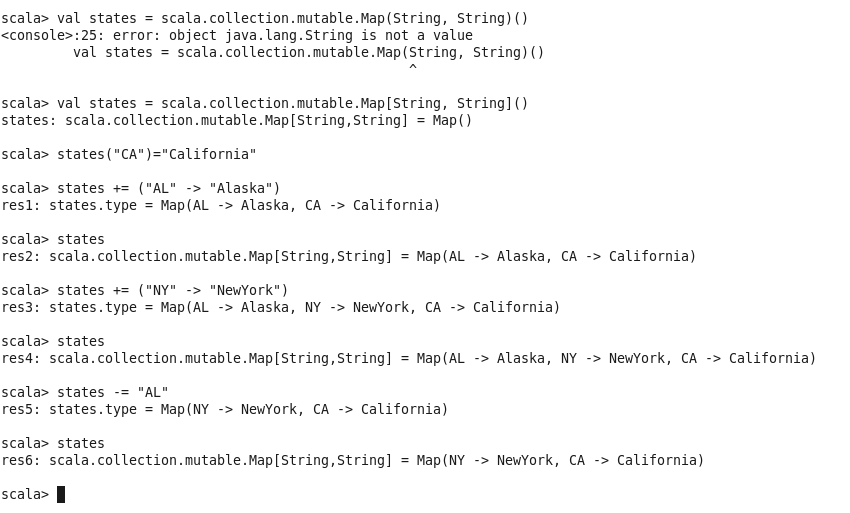 scala> val states = scala.collection.mutable.Map(String, String)()
<console>:25: error: object java.lang.String is not a value
         val states = scala.collection.mutable.Map(String, String)()
                                                   ^
scala> val states = scala.collection.mutable.Map[String, String]()
states: scala.collection.mutable.Map[String,String] = Map()
scala> states("CA")="California"
scala> states += ("AL" -> "Alaska")
res1: states.type = Map(AL -> Alaska, CA -> California)
scala> states
res2: scala.collection.mutable.Map[String,String] = Map(AL -> Alaska, CA -> California)
scala> states += ("NY" -> "NewYork")
res3: states.type = Map(AL -> Alaska, NY -> NewYork, CA -> California)
scala> states
res4: scala.collection.mutable.Map[String,String] = Map(AL -> Alaska, NY -> NewYork, CA -> California)
scala> states -= "AL"
res5: states.type = Map(NY -> NewYork, CA -> California)
scala> states
res6: scala.collection.mutable.Map[String,String] = Map(NY -> NewYork, CA -> California)
scala>